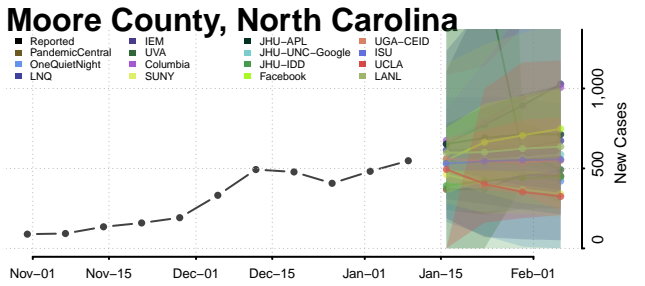 Moore County, North Carolina
Reported IEM JHU−APL UGA−CEID
PandemicCentral UVA JHU−UNC−Google ISU
OneQuietNight Columbia JHU−IDD UCLA
LNQ SUNY Facebook LANL
1,000
500
0
New Cases
Nov−01 Nov−15 Dec−01 Dec−15 Jan−01 Jan−15 Feb−01